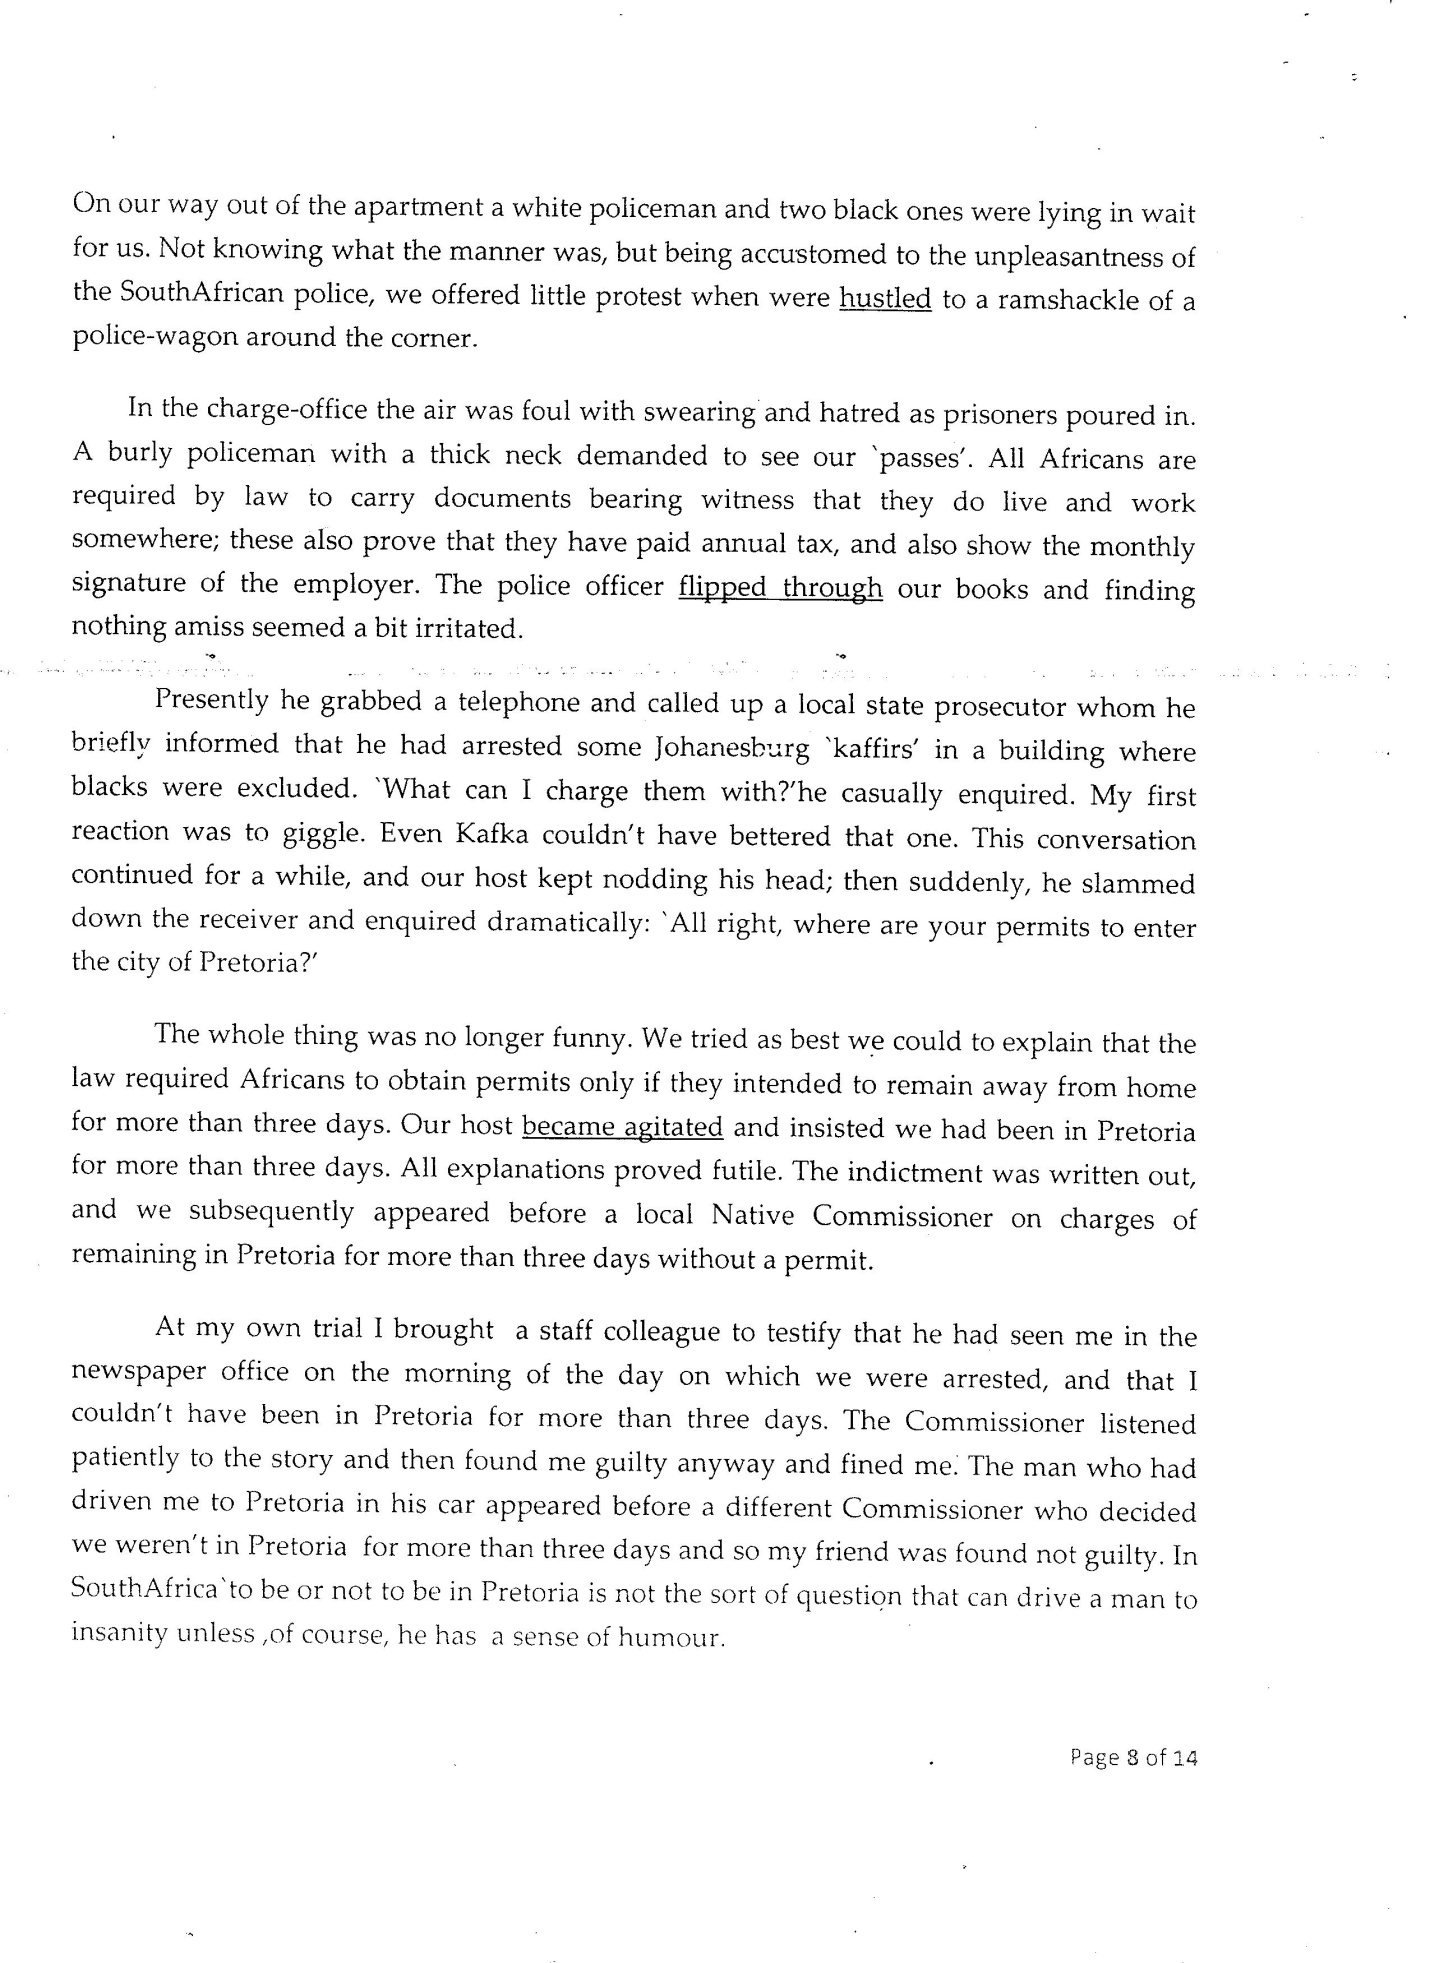 On our way out of the apartment a white policeman and two black ones were lying in wait
for us. Not knowing what the manner was, but being accustomed to the unpleasantness of
the SouthAfrican police, we offered little protest when were hustled to a ramshackle of a
police-wagon around the corner.
In the charge-office the air was foul with swearing and hatred as prisoners poured in.
A burly policeman with a thick neck demanded to see our `passes'. All Africans are
required by law to carry documents bearing witness that they do live and work
somewhere; these also prove that they have paid annual tax, and also show the monthly
signature of the employer. The police officer flipped through our books and finding
nothing amiss seemed a bit irritated.
Presently he grabbed a telephone and called up a local state prosecutor whom he
briefly informed that he had arrested some Johanesburg `kaffirs' in a building where
blacks were excluded. `What can I charge them with?'he casually enquired. My first
reaction was to giggle. Even Kafka couldn't have bettered that one. This conversation
continued for a while, and our host kept nodding his head; then suddenly, he slammed
down the receiver and enquired dramatically: `All right, where are your permits to enter
the city of Pretoria?'
The whole thing was no longer funny. We tried as best we could to explain that the
law required Africans to obtain permits only if they intended to remain away from home
for more than three days. Our host became agitated and insisted we had been in Pretoria
for more than three days. All explanations proved futile. The indictment was written out,
and we subsequently appeared before a local Native Commissioner on charges of
remaining in Pretoria for more than three days without a permit.
At my own trial I brought a staff colleague to testify that he had seen me in the
newspaper office on the morning of the day on which we were arrested, and that I
couldn't have been in Pretoria for more than three days. The Commissioner listened
patiently to the story and then found me guilty anyway and fined me. The man who had
driven me to Pretoria in his car appeared before a different Commissioner who decided
we weren't in Pretoria for more than three days and so my friend was found not guilty. In
SouthAfrica`to be or not to be in Pretoria is not the sort of question that can drive a man to
insanity unless ,of course, he has a sense of humour.
Page 8 of 14